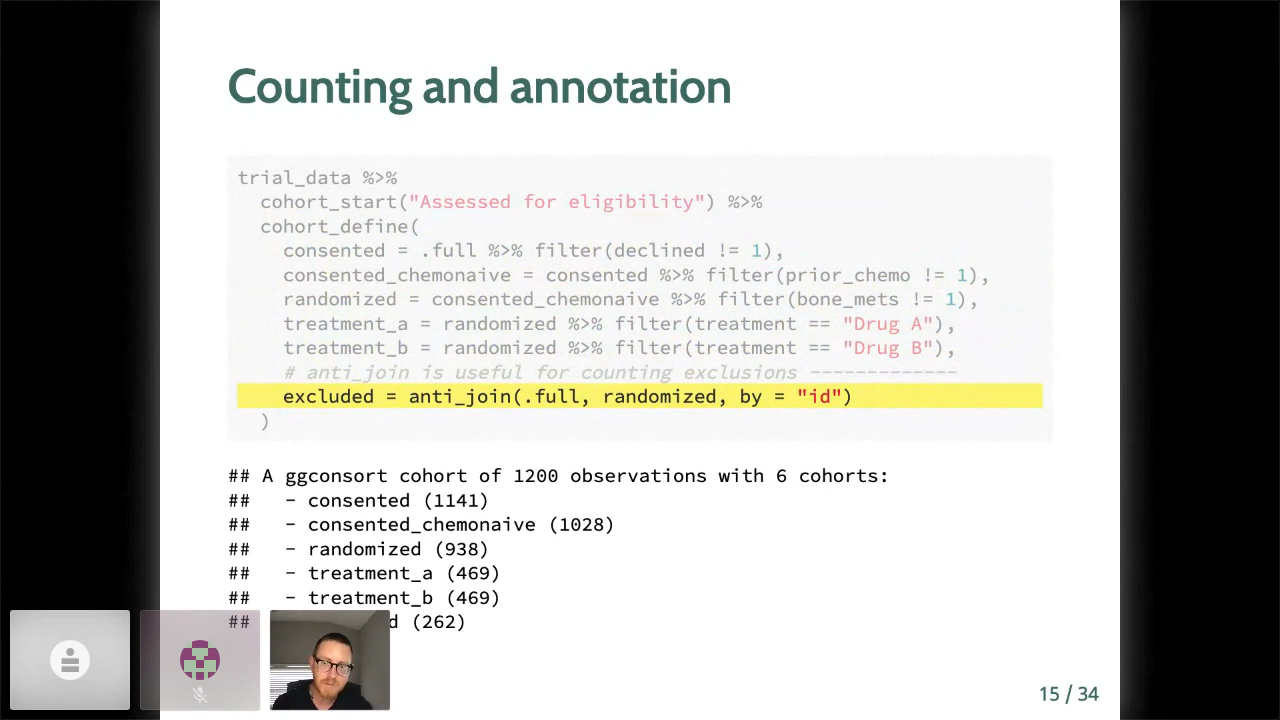 Counting and annotation
trial_data %>%
cohort_start("Assessed for eligibility") %>%
cohort_define(
consented = .full %>% filter(declined != 1),
consented_chemonaive = consented %>% filter(prior_chemo != 1),
randomized = consented_chemonaive %>% filter(bone_mets != 1),
treatment_a = randomized %>% filter(treatment == "Drug A"),
treatment_b = randomized %>% filter(treatment == "Drug B"),
# anti_join is useful for counting exclusions -------------
excluded = anti_join(.full, randomized, by = "id")
)
## A ggconsort cohort of 1200 observations with 6 cohorts:
## - consented (1141)
## - consented_chemonaive (1028)
## - randomized (938)
## - treatment_a (469)
## - treatment_b (469)
## d (262)
15 / 34